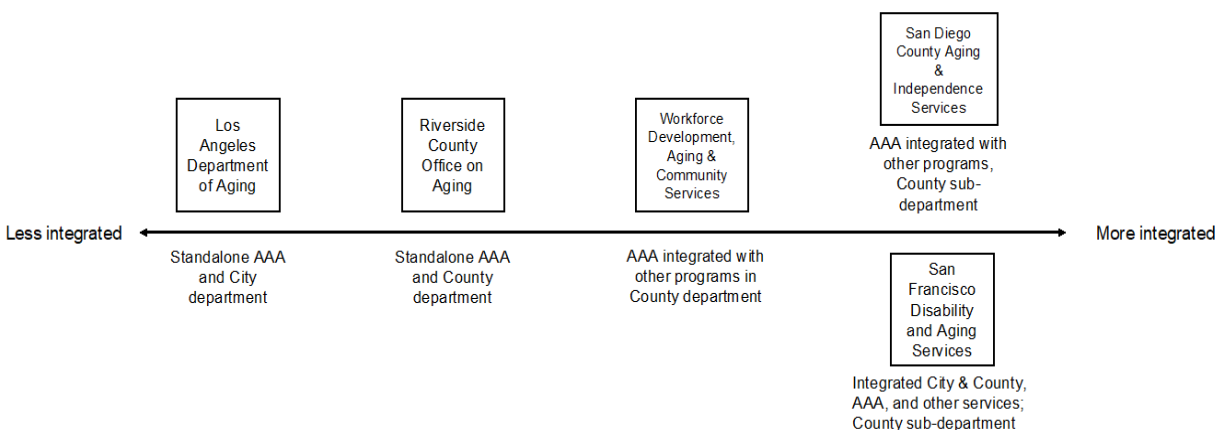 Less integrated
Los
Angeles
Department
of Aging
Standalone AAA
and City
department
Riverside
County
Office on
Aging
Standalone AAA
and County
department
Workforce
Development,
Aging &
Community
Services
AAA integrated with
other programs in
County department
San Diego
County Aging
&
Independence
Services
AAA integrated with
other programs,
County sub-
department
San
Francisco
Disability
and Aging
Services
Integrated City & County,
AAA, and other services;
County sub-department
More integrated